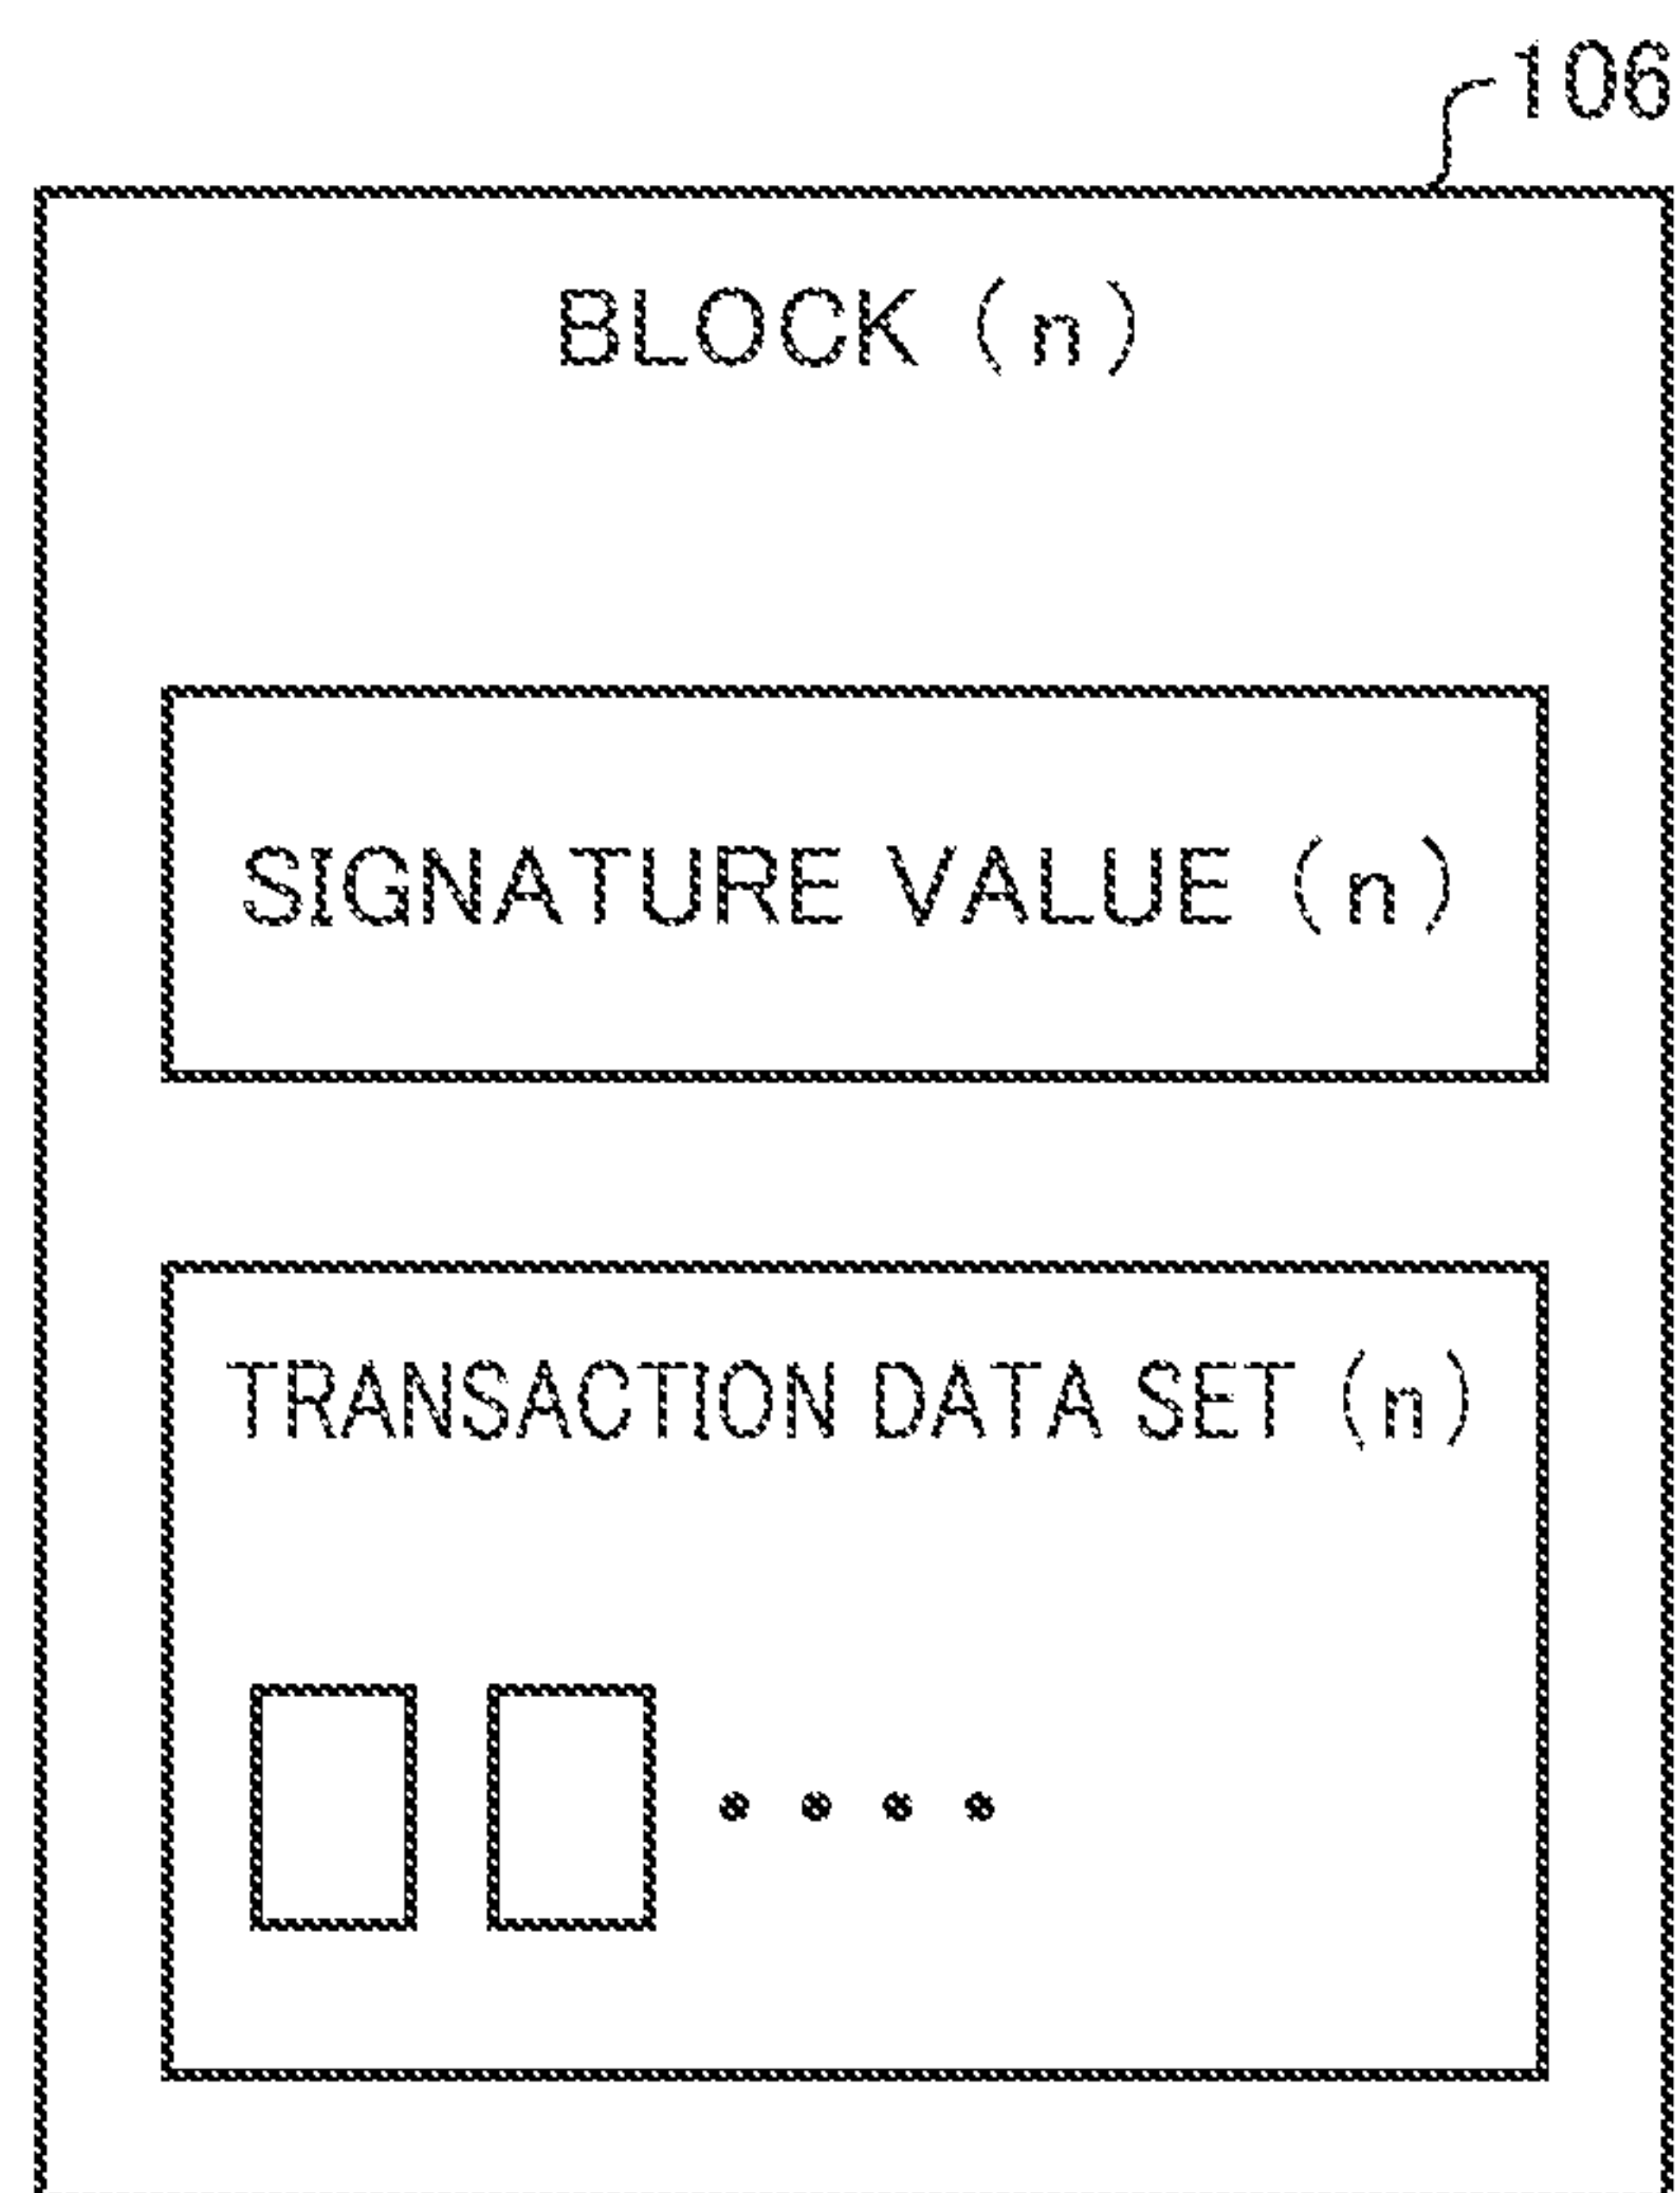 106
BLOCK (n)
SIGNATURE VALUE (n)
TRANSACTION DATA SET (n)